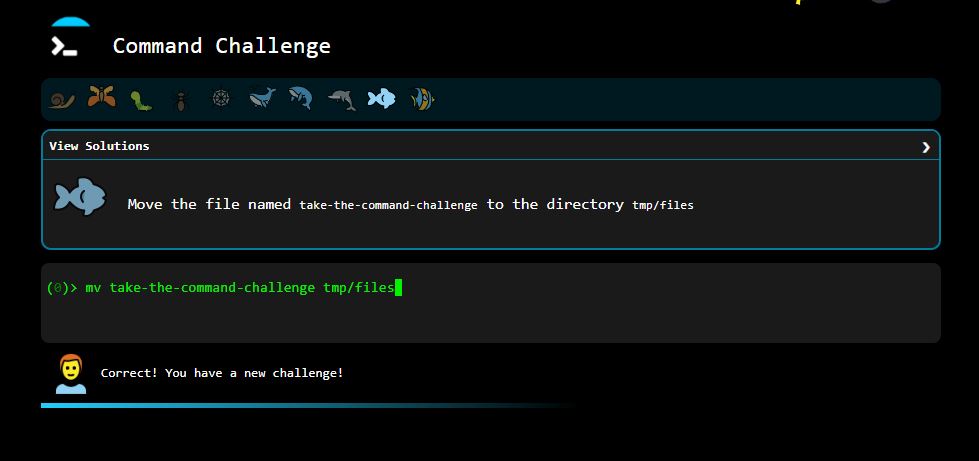 Command Challenge
View Solutions
Move the file named take-the-command-challenge to the directory tmp/files
(0)> mv take-the-command-challenge tmp/files
Correct! You have a new challenge!